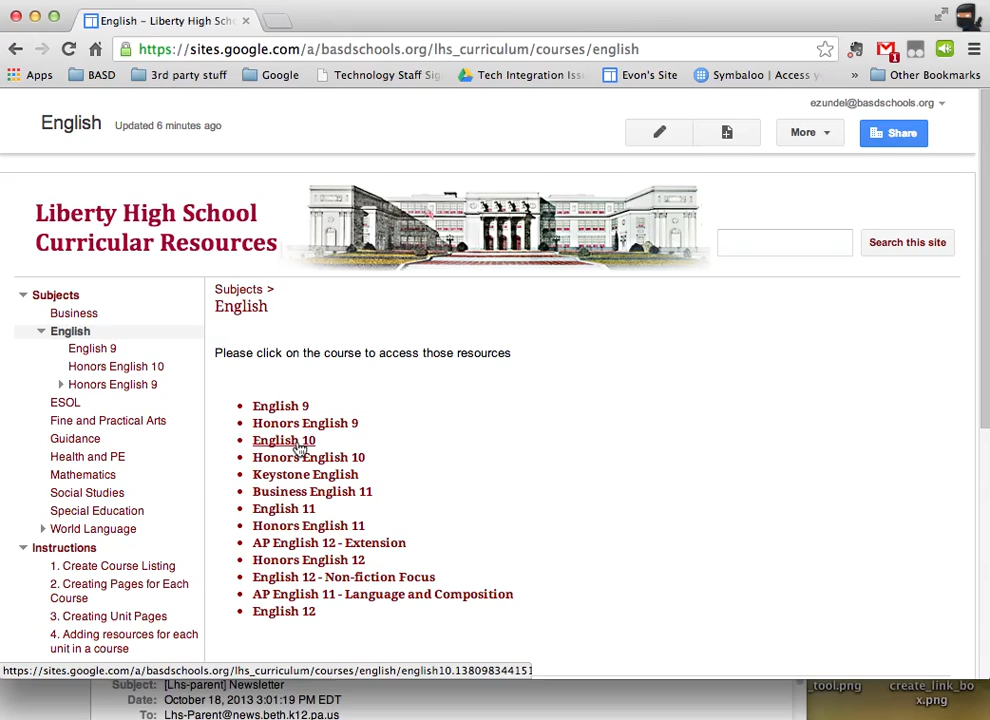 English - Liberty High Sch
https://sites.google.com/a/basdschools.org/lhs_curriculum/courses/english
1
Apps BASD 3rd party stuff Google Technology Staff Sig Tech Integration Iss Evon's Site Symbaloo | Access y » Other Bookmarks
ezundel@basdschools.org
English Updated 6 minutes ago
More Share
Liberty High School
Curricular Resources
Search this site
Subjects
Business
English
English 9
Honors English 10
Honors English 9
ESOL
Fine and Practical Arts
Guidance
Health and PE
Mathematics
Social Studies
Special Education
World Language
Instructions
1. Create Course Listing
2. Creating Pages for Each
Course
3. Creating Unit Pages
4. Adding resources for each
unit in a course
Subjects >
English
Please click on the course to access those resources
English 9
Honors English 9
English 10
Honors English 10
Keystone English
Business English 11
English 11
Honors English 11
AP English 12 - Extension
Honors English 12
English 12 - Non-fiction Focus
AP English 11 - Language and Composition
English 12
https://sites.google.com/a/basdschools.org/lhs_curriculum/courses/english/english10.138098344151
Subject: [Lhs-parent] Newsletter
Date: October 18, 2013 3:01:19 PM EDT
To: Lhs-Parent@news.beth.k12.pa.us
_tool.png
create_link_bo
x.png